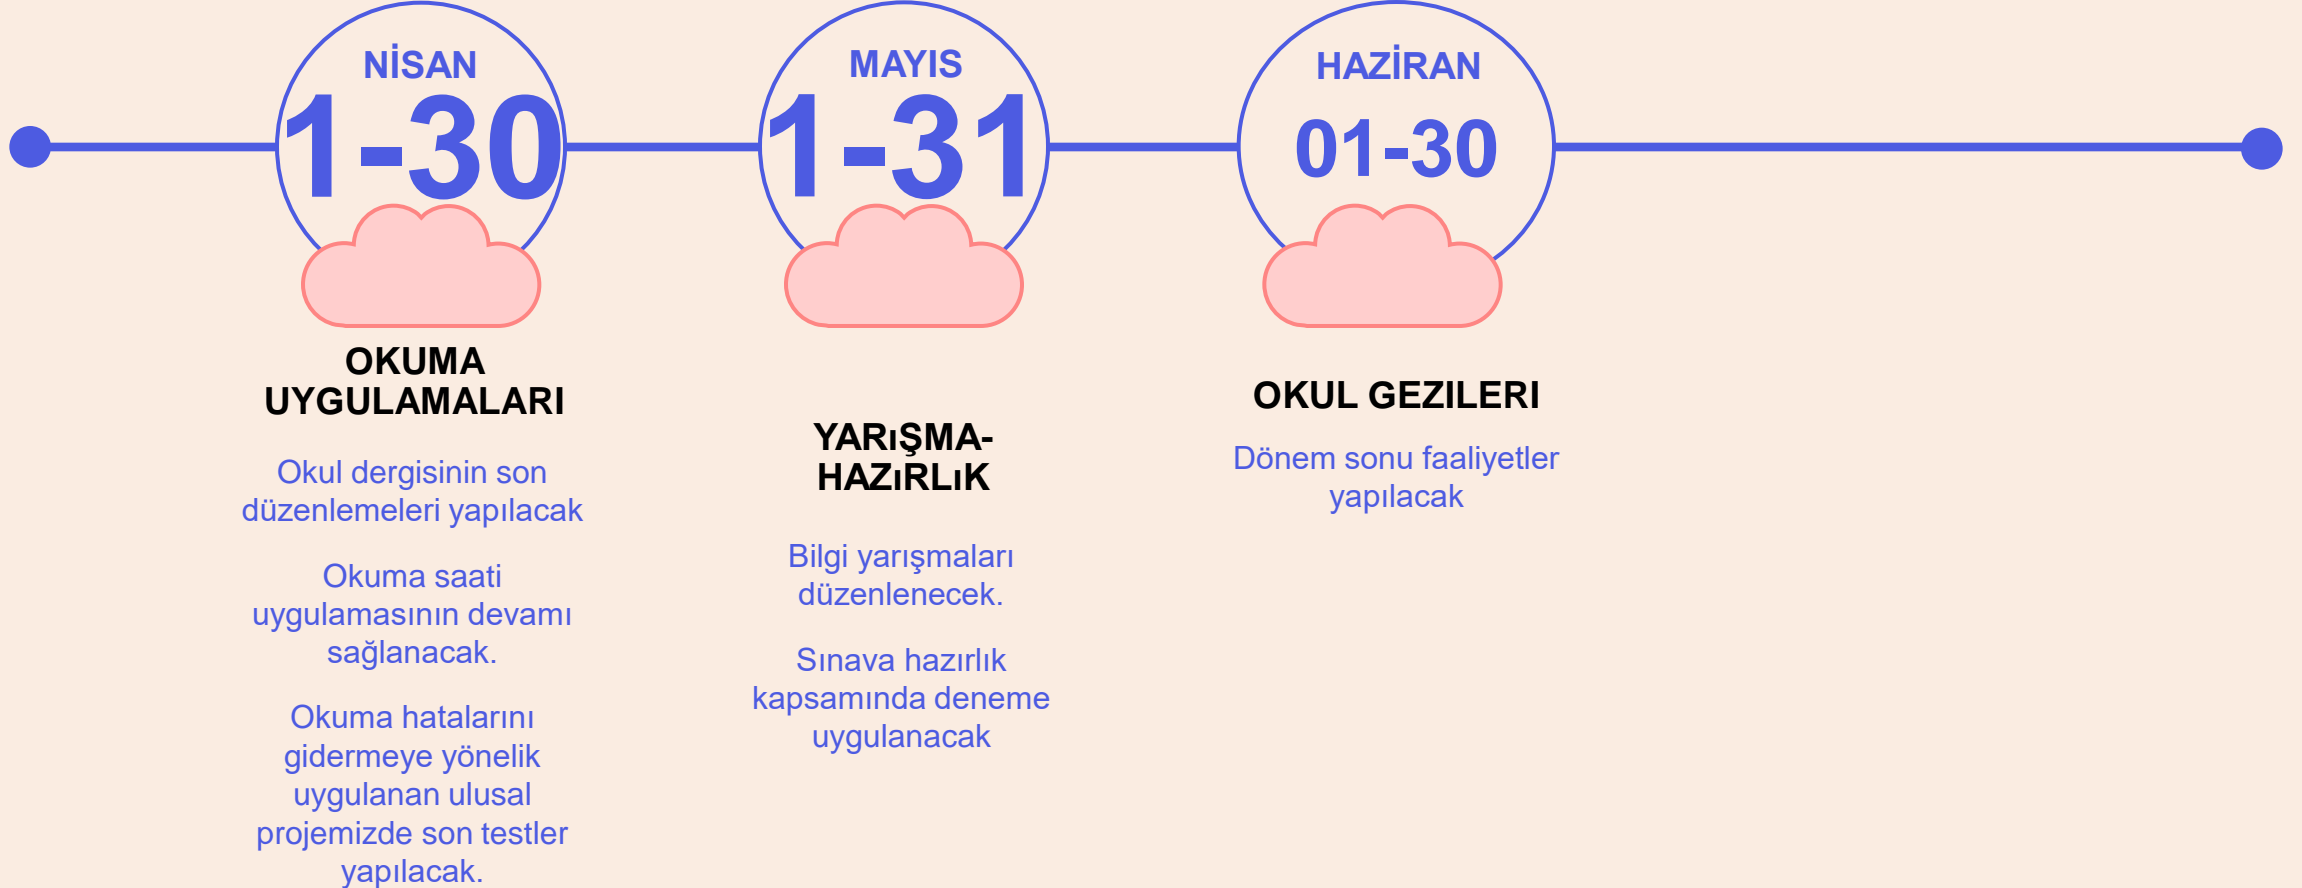 NİSAN
1-30
OKUMA
UYGULAMALARI
Okul dergisinin son
düzenlemeleri yapılacak
Okuma saati
uygulamasının devamı
sağlanacak.
Okuma hatalarını
gidermeye yönelik
uygulanan ulusal
projemizde son testler
yapılacak.
MAYIS
1-31
YARıŞMA-
HAZıRLıK
Bilgi yarışmaları
düzenlenecek.
Sınava hazırlık
kapsamında deneme
uygulanacak
HAZİRAN
01-30
OKUL GEZILERI
Dönem sonu faaliyetler
yapılacak